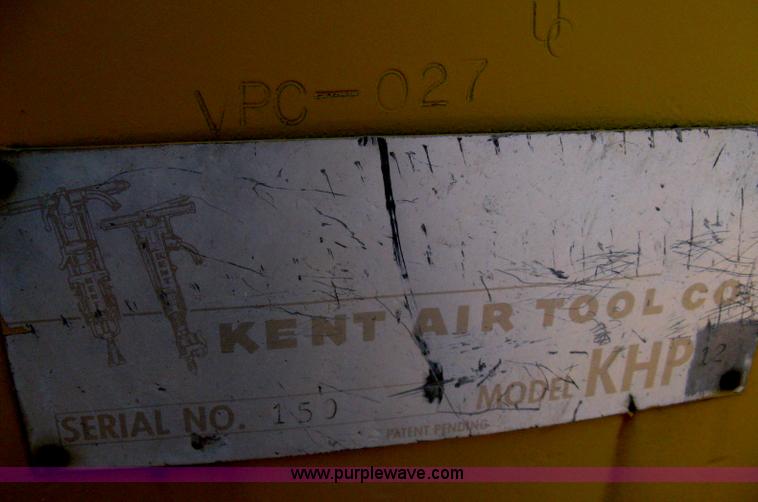 UC
VPC-027
KENT AIR TOOL CO
MODEL KHP 12
SERIAL NO. 150
PATENT PENDING
www.purplewave.com